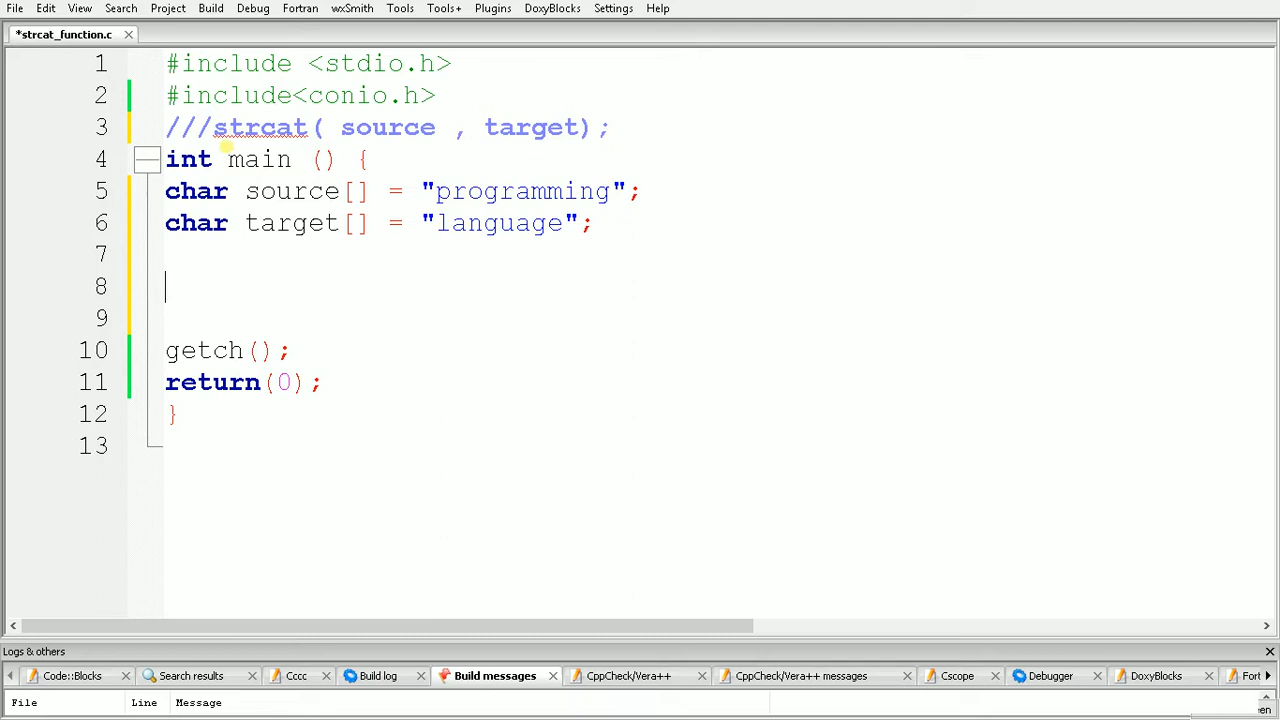 File Edit View Search Project Build Debug Fortran wxSmith Tools Tools+ Plugins DoxyBlocks Settings Help
*strcat_function.c
1 #include <stdio.h>
2 #include<conio.h>
3 ///strcat( source , target);
4 int main () {
5 char source[] = "programming";
6 char target[] = "language";
7
8
9
10 getch();
11 return(0);
12 }
13
Logs & others
Code::Blocks Search results Cccc Build log Build messages CppCheck/Vera++ CppCheck/Vera++ messages Cscope Debugger DoxyBlocks Fort
File Line Message
en